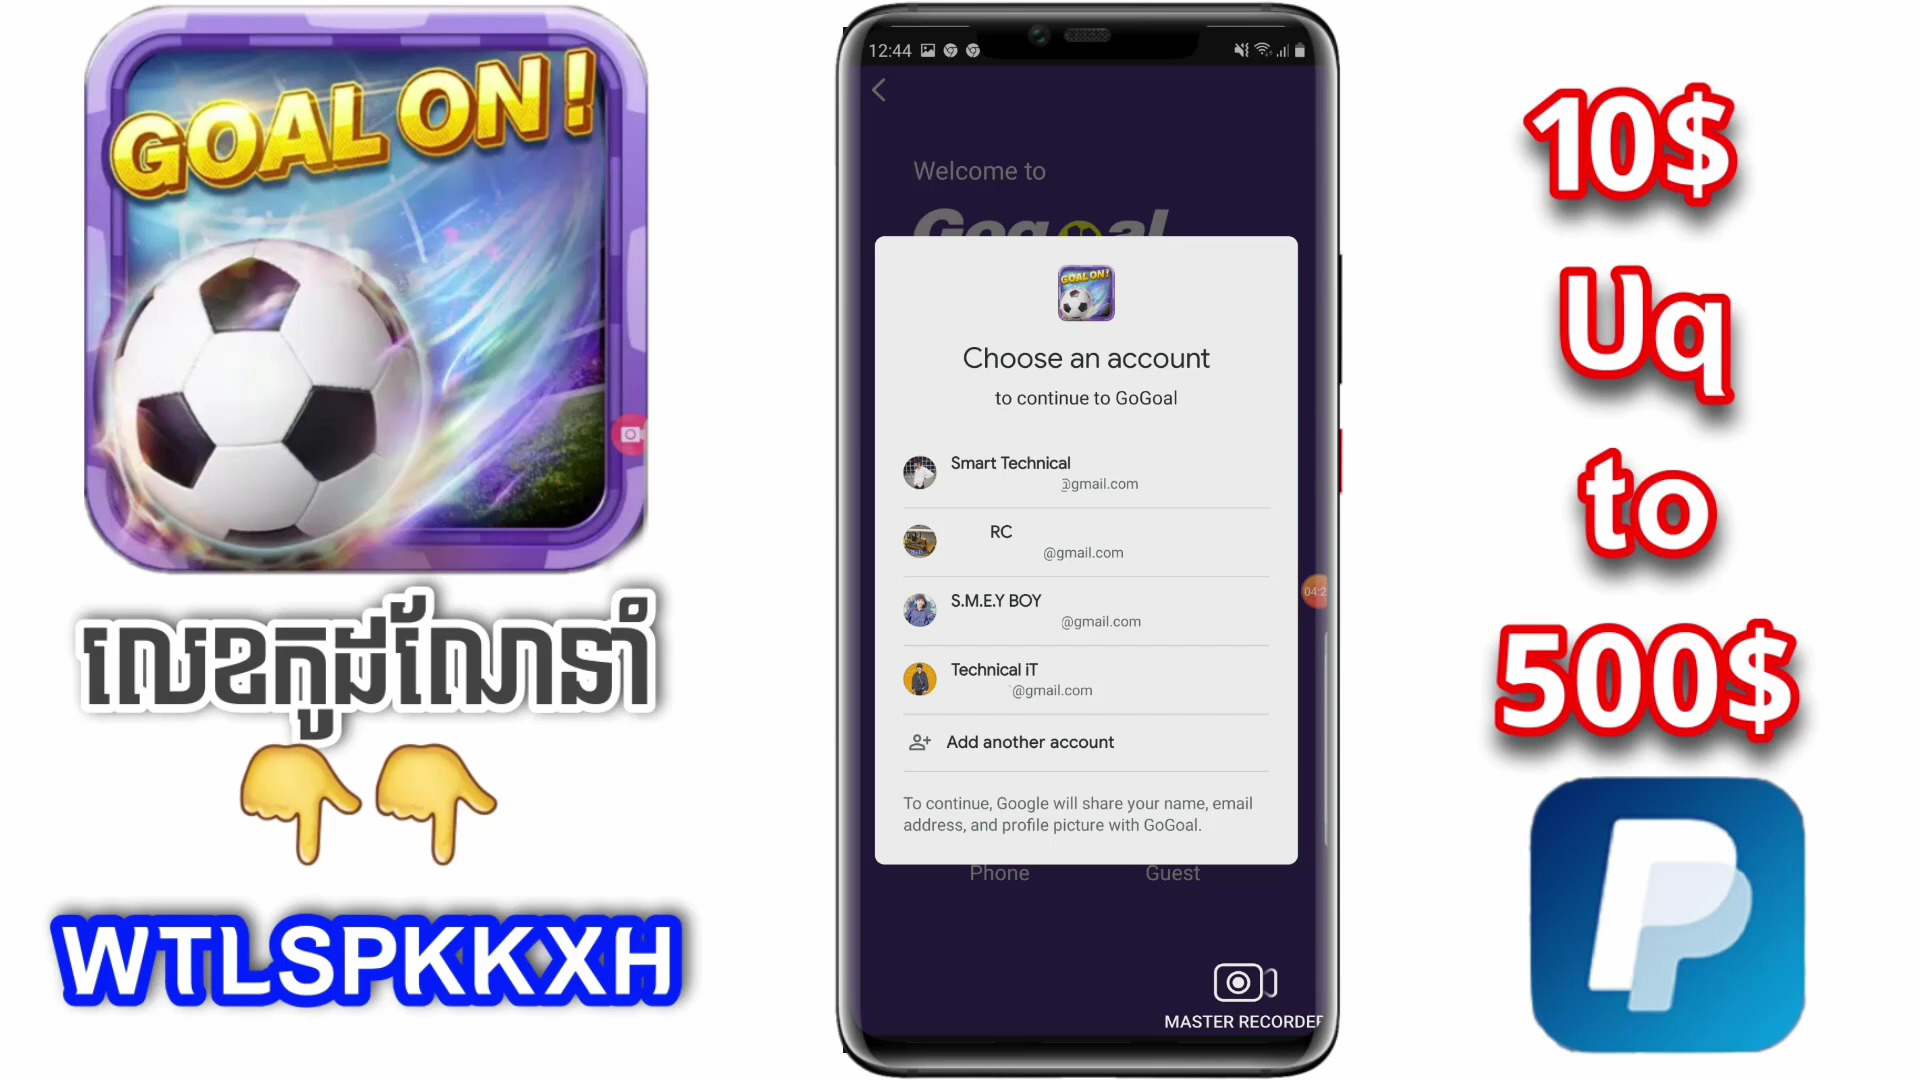 GOAL ON!
លេខកូដណែនាំ
WTLSPKKXH
12:44
Welcome to
Gogoal
GOAL ON!
Choose an account
to continue to GoGoal
Smart Technical
@gmail.com
RC
@gmail.com
S.M.E.Y BOY
@gmail.com
Technical iT
@gmail.com
Add another account
To continue, Google will share your name, email
address, and profile picture with GoGoal.
Phone Guest
MASTER RECORDER
04:2
10$
Uq
to
500$